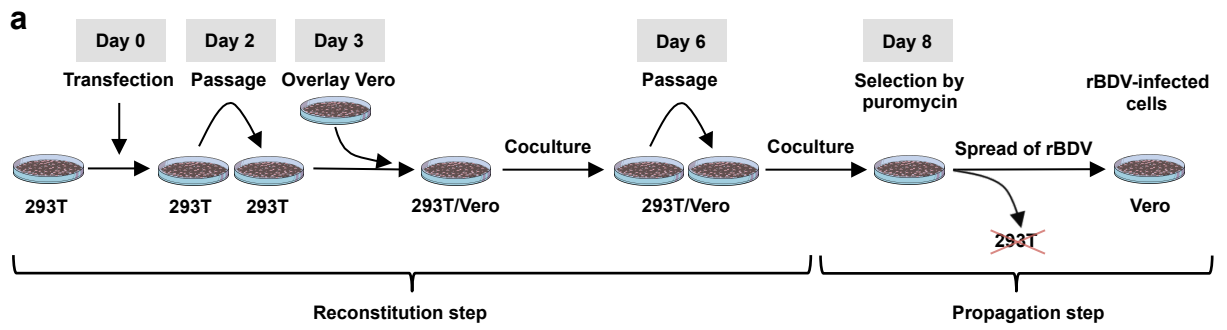 a
Day 0
Day 2
Day 3
Day 6
Day 8
Transfection
Passage
Overlay Vero
Passage
Selection by
puromycin
rBDV-infected
cells
Coculture
Coculture
Spread of rBDV
293T
293T
293T
293T/Vero
293T/Vero
Vero
293T
Reconstitution step
Propagation step